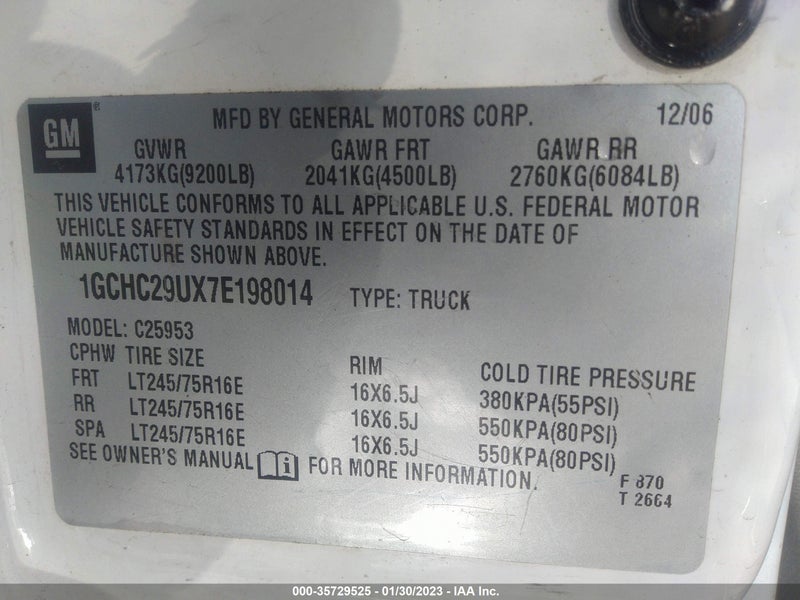 GM ® MFD BY GENERAL MOTORS CORP. 12/06
GVWR GAWR FRT GAWR RR
4173KG(9200LB) 2041KG(4500LB) 2760KG(6084LB)
THIS VEHICLE CONFORMS TO ALL APPLICABLE U.S. FEDERAL MOTOR
VEHICLE SAFETY STANDARDS IN EFFECT ON THE DATE OF
MANUFACTURE SHOWN ABOVE.
1GCHC29UX7E198014 TYPE: TRUCK
MODEL: C25953
CPHW TIRE SIZE RIM COLD TIRE PRESSURE
FRT LT245/75R16E 16X6.5J 380KPA(55PSI)
RR LT245/75R16E 16X6.5J 550KPA(80PSI)
SPA LT245/75R16E 16X6.5J 550KPA(80PSI)
SEE OWNER'S MANUAL FOR MORE INFORMATION.
F 870
T 2664
000-35729525 | 01/30/2023 | © IAA Inc.